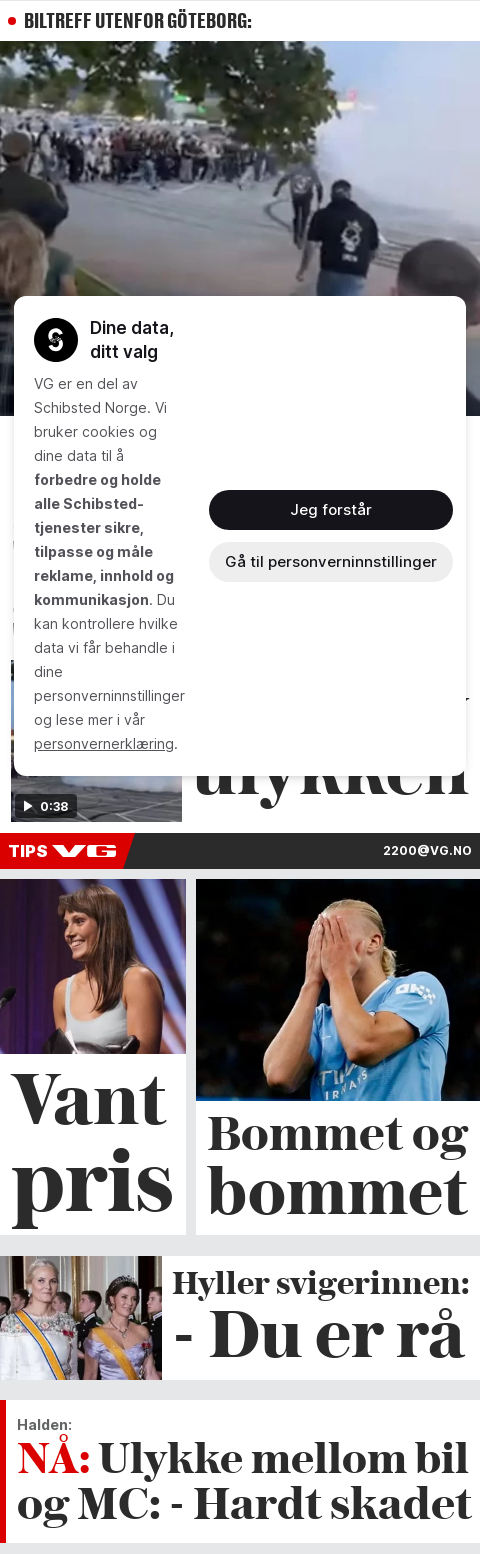 BILTREFF UTENFOR GÖTEBORG:
Dine data,
ditt valg
VG er en del av
Schibsted Norge. Vi
bruker cookies og
dine data til å
forbedre og holde
alle Schibsted-
tjenester sikre,
tilpasse og måle
reklame, innhold og
kommunikasjon. Du
kan kontrollere hvilke
data vi får behandle i
dine
personverninnstillinger
og lese mer i vår
personvernerklæring.
Jeg forstår
Gå til personverninnstillinger
ulykken
0:38
TIPS VG
2200@VG.NO
Vant
pris
Bommet og
bommet
Hyller svigerinnen:
- Du er rå
Halden:
NÅ: Ulykke mellom bil
og MC: - Hardt skadet